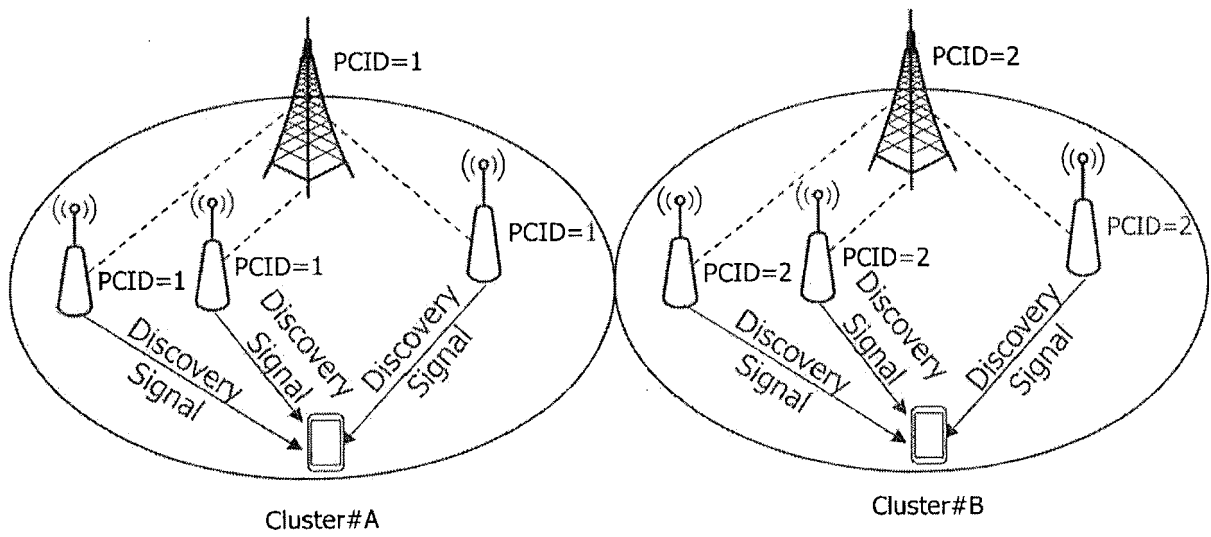 PCID=1
PCID=2
PCID=1
PCID=1
PCID=1
Discovery
Signal
Discovery
Signal
Discovery
Signal
PCID=2
PCID=2
PCID=2
Discovery
Signal
Discovery
Signal
Discovery
Signal
Cluster#A
Cluster#B